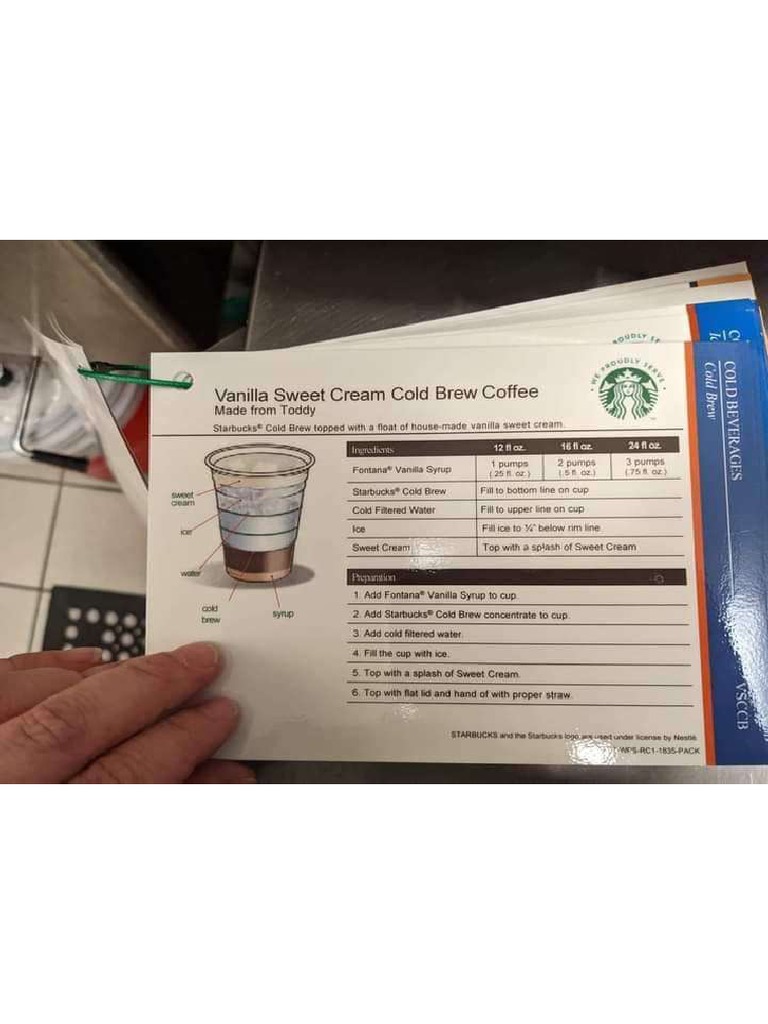 PROUDLY SE
WE PROUDLY SERVE
Vanilla Sweet Cream Cold Brew Coffee
Made from Toddy
Starbucks® Cold Brew topped with a float of house-made vanilla sweet cream.
Ingredients 12 fl oz. 16 fl oz. 24 fl oz.
Fontana® Vanilla Syrup 1 pumps (.25 fl. oz.) 2 pumps (.5 fl. oz.) 3 pumps (.75 fl. oz.)
Starbucks® Cold Brew Fill to bottom line on cup
Cold Filtered Water Fill to upper line on cup
Ice Fill ice to ¼" below rim line
Sweet Cream Top with a splash of Sweet Cream
sweet
cream
ice
water
cold
brew
syrup
Preparation
1. Add Fontana® Vanilla Syrup to cup.
2. Add Starbucks® Cold Brew concentrate to cup.
3. Add cold filtered water.
4. Fill the cup with ice.
5. Top with a splash of Sweet Cream.
6. Top with flat lid and hand of with proper straw.
STARBUCKS and the Starbucks logo are used under license by Nestlé
-WPS-RC1-1835-PACK
COLD BEVERAGES
Cold Brew
VSCCB